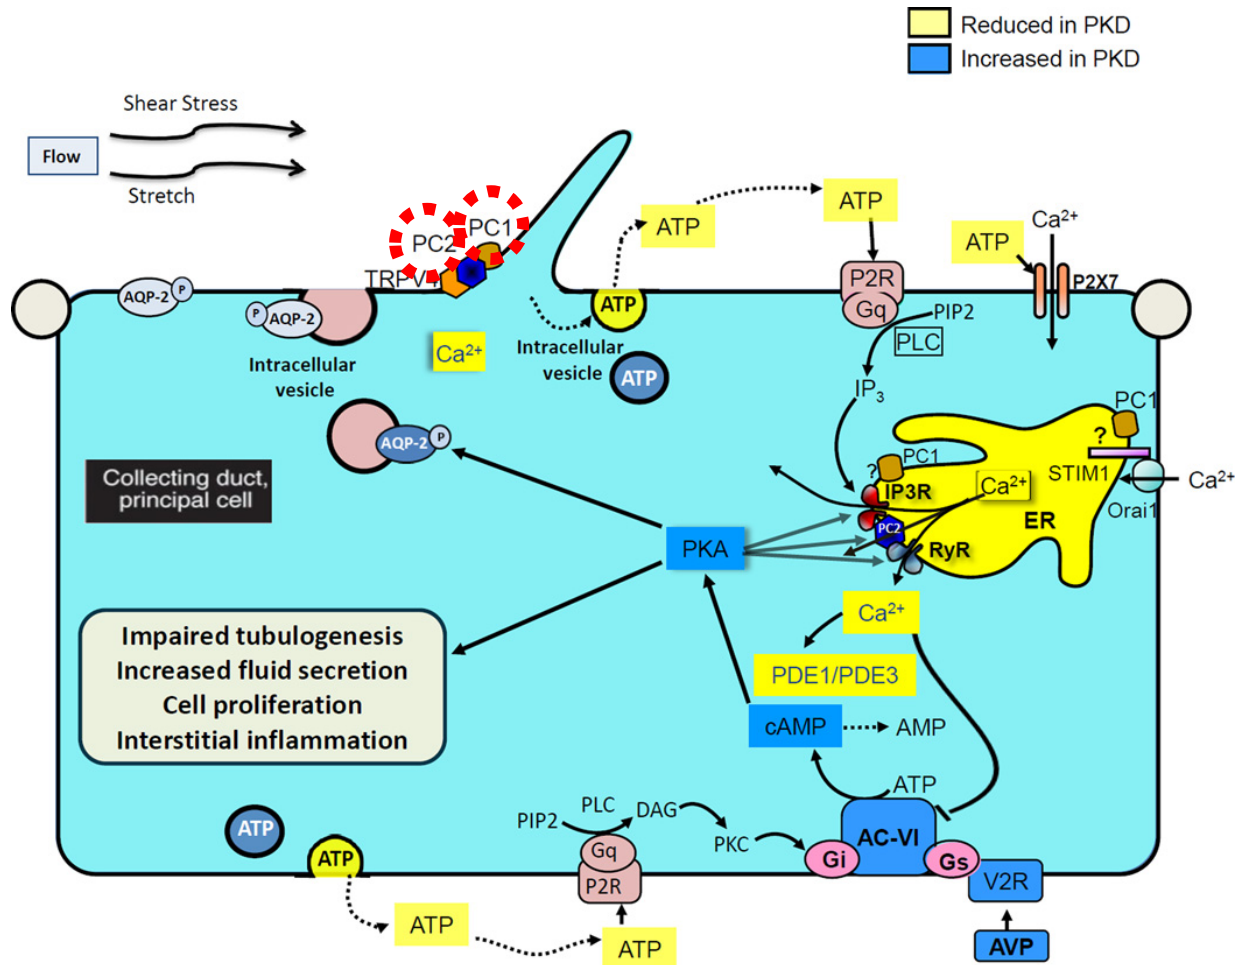 Reduced in PKD
Increased in PKD
Shear Stress
Flow
Stretch
PC1
PC2
TRPV4
ATP
ATP
ATP
Ca²⁺
AQP-2
P
P
AQP-2
ATP
P2R
Gq
PIP2
PLC
P2X7
Intracellular
vesicle
Ca²⁺
Intracellular
vesicle
ATP
IP₃
AQP-2
P
PC1
?
STIM1
Ca²⁺
Orai1
?
PC1
IP3R
Ca²⁺
ER
PC2
RyR
Collecting duct,
principal cell
PKA
Ca²⁺
PDE1/PDE3
cAMP
AMP
Impaired tubulogenesis
Increased fluid secretion
Cell proliferation
Interstitial inflammation
ATP
ATP
ATP
PIP2
PLC
DAG
PKC
Gq
P2R
Gi
AC-VI
Gs
V2R
ATP
ATP
AVP